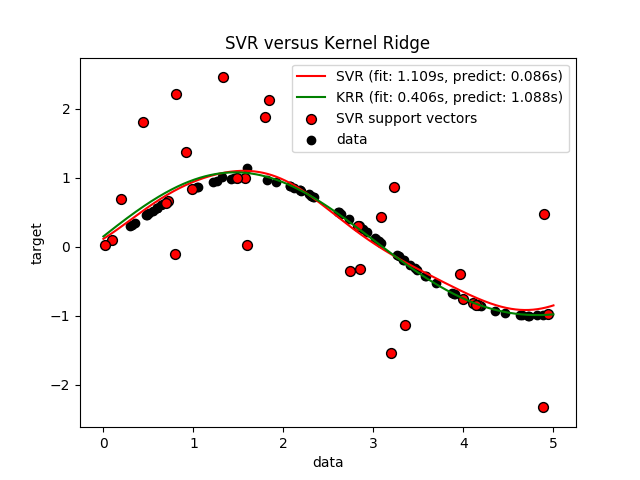 SVR versus Kernel Ridge
SVR (fit: 1.109s, predict: 0.086s)
KRR (fit: 0.406s, predict: 1.088s)
SVR support vectors
data
target
2
1
0
−1
−2
0 1 2 3 4 5
data